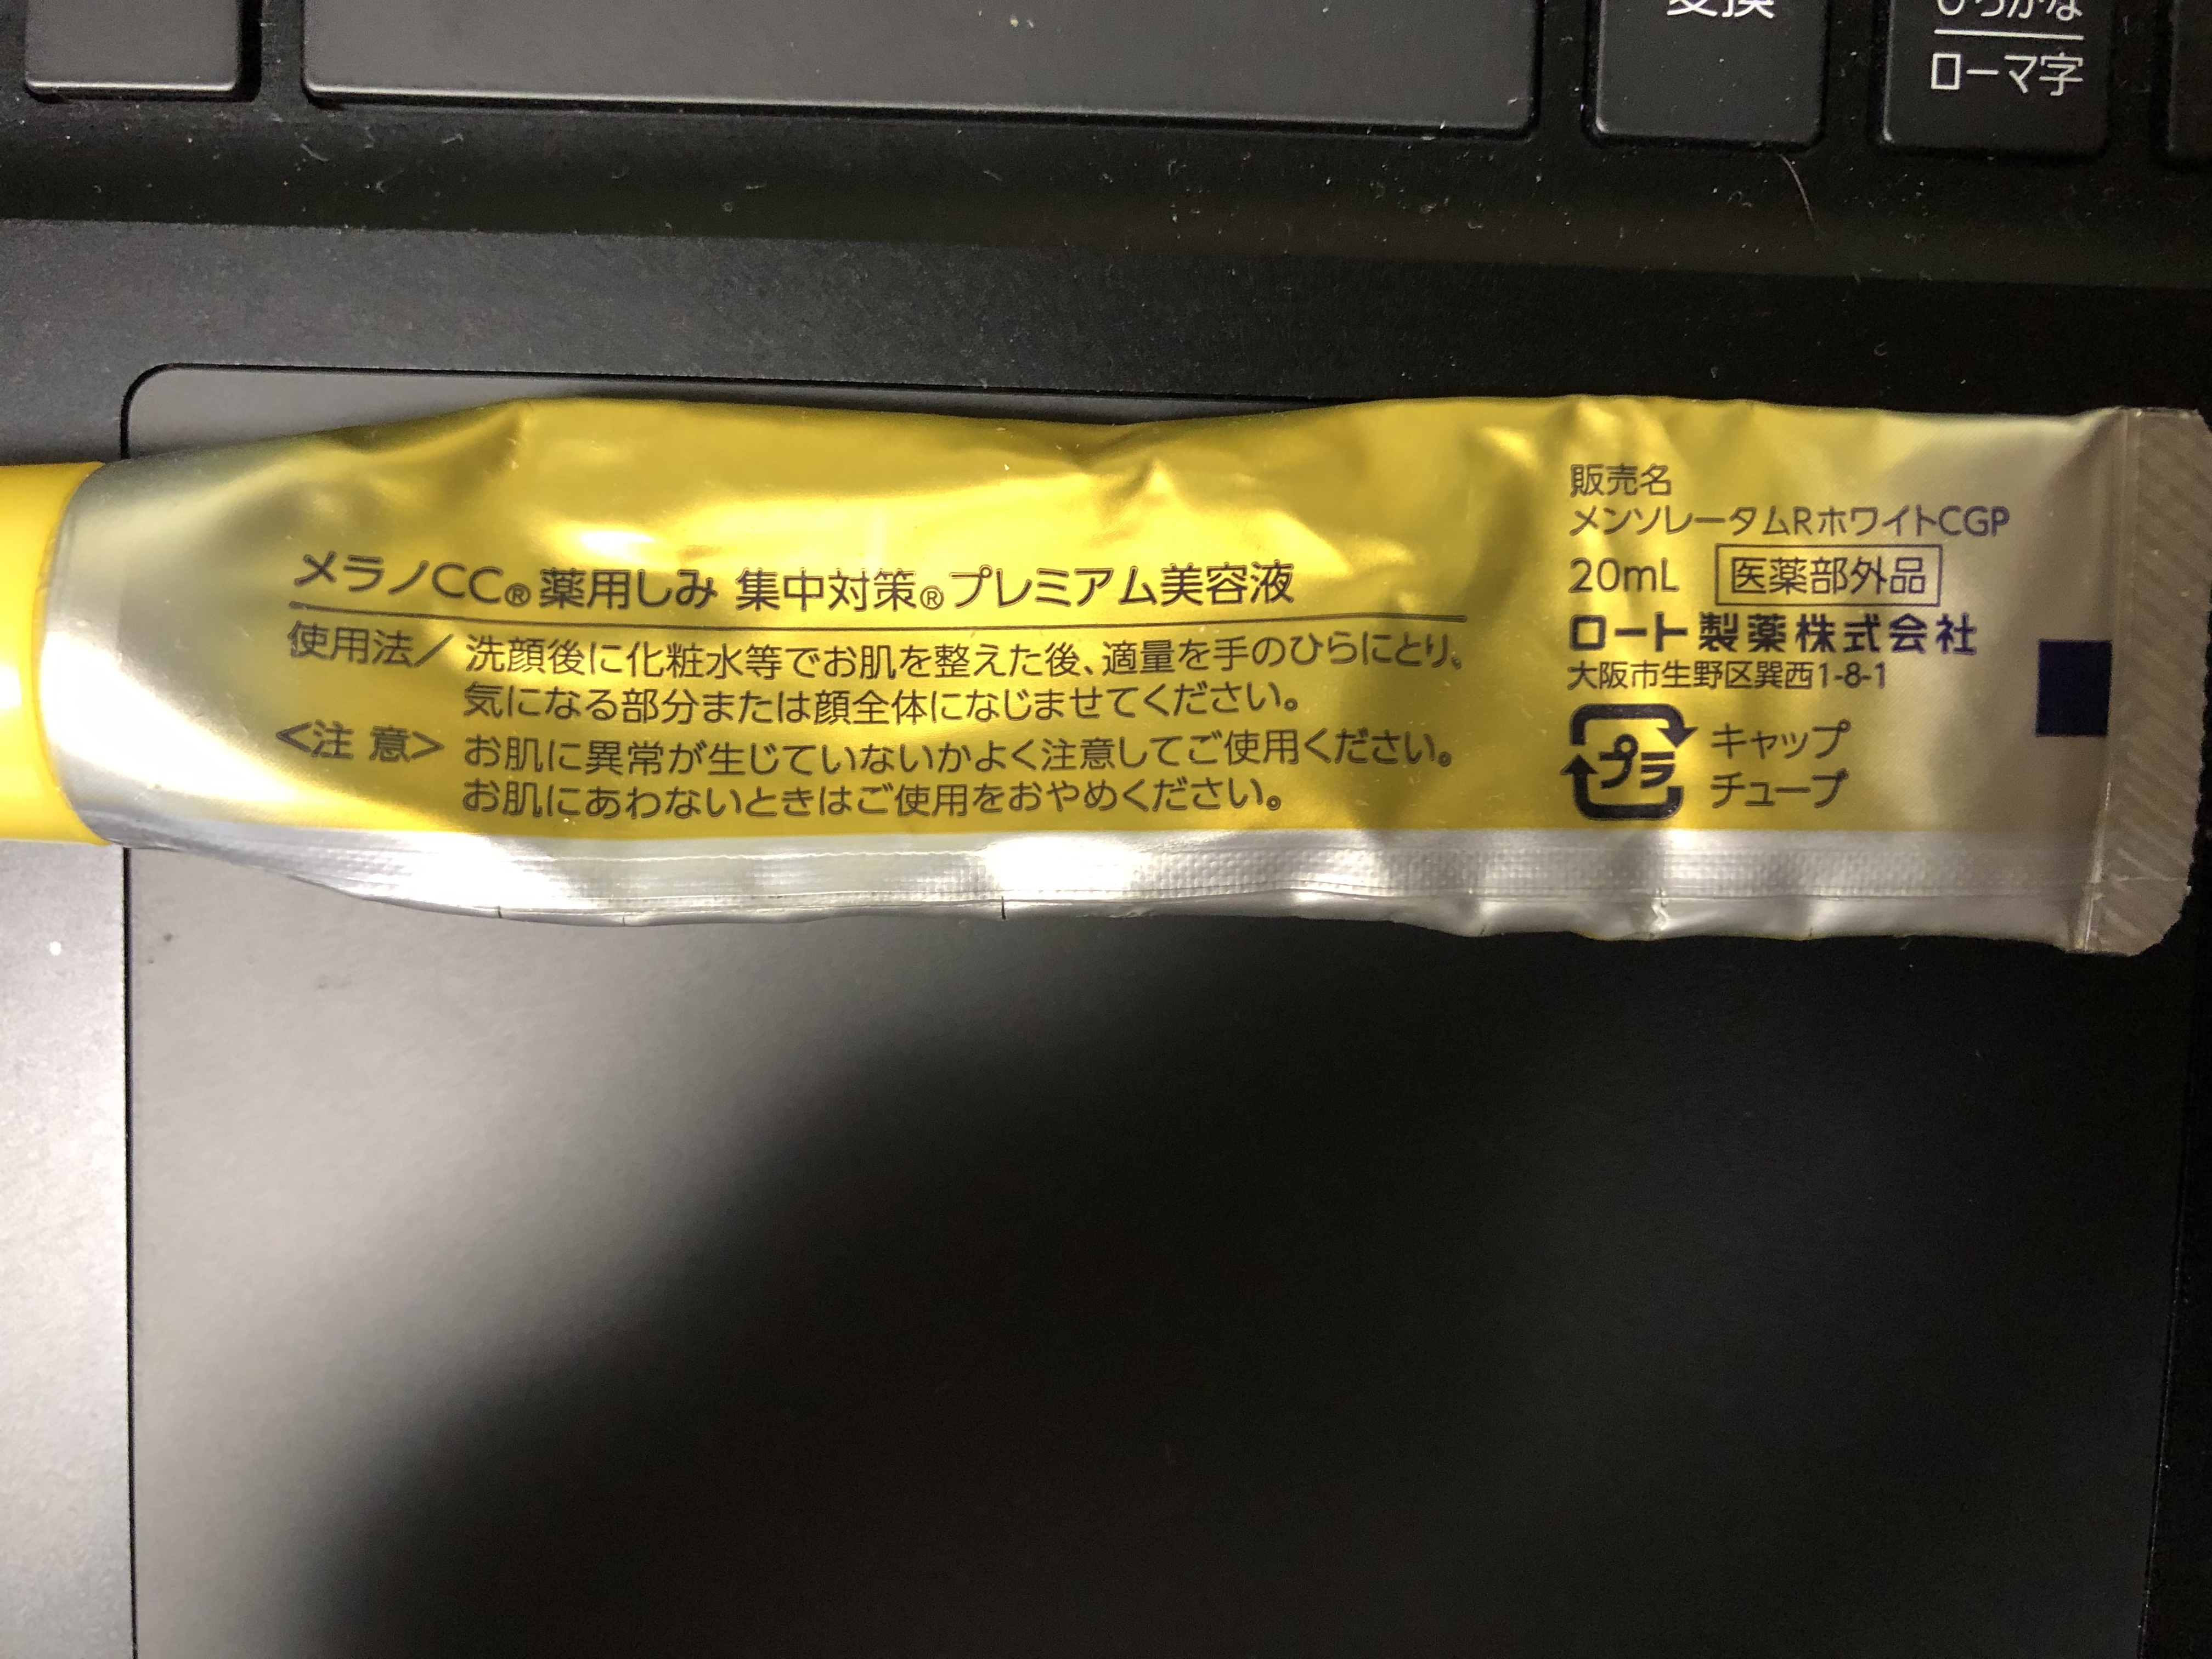 変換
ひらがな
ローマ字
メラノCC®薬用しみ 集中対策®プレミアム美容液
使用法／洗顔後に化粧水等でお肌を整えた後、適量を手のひらにとり、
気になる部分または顔全体になじませてください。
＜注 意＞お肌に異常が生じていないかよく注意してご使用ください。
お肌にあわないときはご使用をおやめください。
販売名
メンソレータムRホワイトCGP
20mL 医薬部外品
ロート製薬株式会社
大阪市生野区巽西1-8-1
プラ
キャップ
チューブ